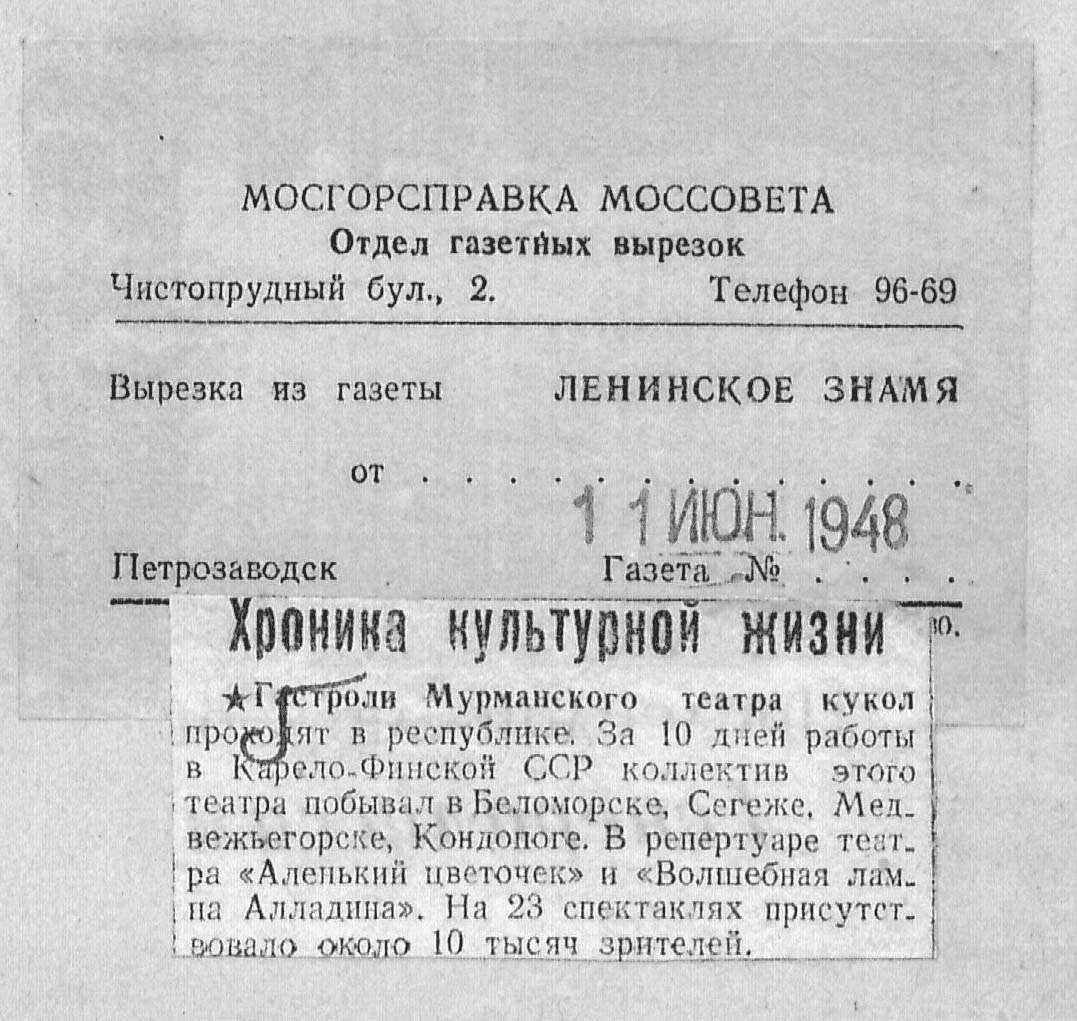 МОСГОРСПРАВКА МОССОВЕТА
Отдел газетных вырезок
Чистопрудный бул., 2. Телефон 96-69
Вырезка из газеты ЛЕНИНСКОЕ ЗНАМЯ
от . . . . . . . . . . . . .
11 ИЮН. 1948
Петрозаводск Газета № . . . .
Хроника культурной жизни
★ Гастроли Мурманского театра кукол
проходят в республике. За 10 дней работы
в Карело-Финской ССР коллектив этого
театра побывал в Беломорске, Сегеже, Мед-
вежьегорске, Кондопоге. В репертуаре теат-
ра «Аленький цветочек» и «Волшебная лам-
па Алладина». На 23 спектаклях присутст-
вовало около 10 тысяч зрителей.